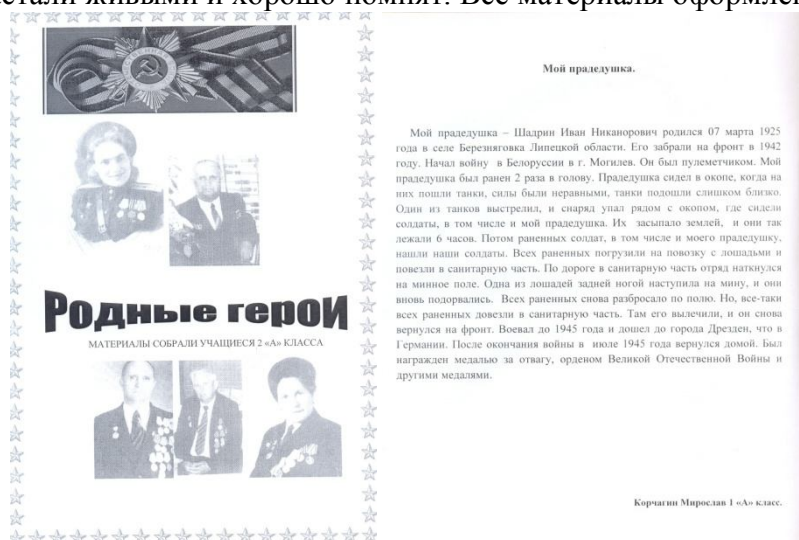 стали живыми и хорошо помнят. Все материалы оформлен
Родные герои
МАТЕРИАЛЫ СОБРАЛИ УЧАЩИЕСЯ 2 «А» КЛАССА
Мой прадедушка.
Мой прадедушка – Шадрин Иван Никанорович родился 07 марта 1925
года в селе Березняговка Липецкой области. Его забрали на фронт в 1942
году. Начал войну в Белоруссии в г. Могилев. Он был пулеметчиком. Мой
прадедушка был ранен 2 раза в голову. Прадедушка сидел в окопе, когда на
них пошли танки, силы были неравными, танки подошли слишком близко.
Один из танков выстрелил, и снаряд упал рядом с окопом, где сидели
солдаты, в том числе и мой прадедушка. Их засыпало землей, и они так
лежали 6 часов. Потом раненных солдат, в том числе и моего прадедушку,
нашли наши солдаты. Всех раненных погрузили на повозку с лошадьми и
повезли в санитарную часть. По дороге в санитарную часть отряд наткнулся
на минное поле. Одна из лошадей задней ногой наступила на мину, и они
вновь подорвались. Всех раненных снова разбросало по полю. Но, все-таки
всех раненных довезли в санитарную часть. Там его вылечили, и он снова
вернулся на фронт. Воевал до 1945 года и дошел до города Дрезден, что в
Германии. После окончания войны в июле 1945 года вернулся домой. Был
награжден медалью за отвагу, орденом Великой Отечественной Войны и
другими медалями.
Корчагин Мирослав 1 «А» класс.